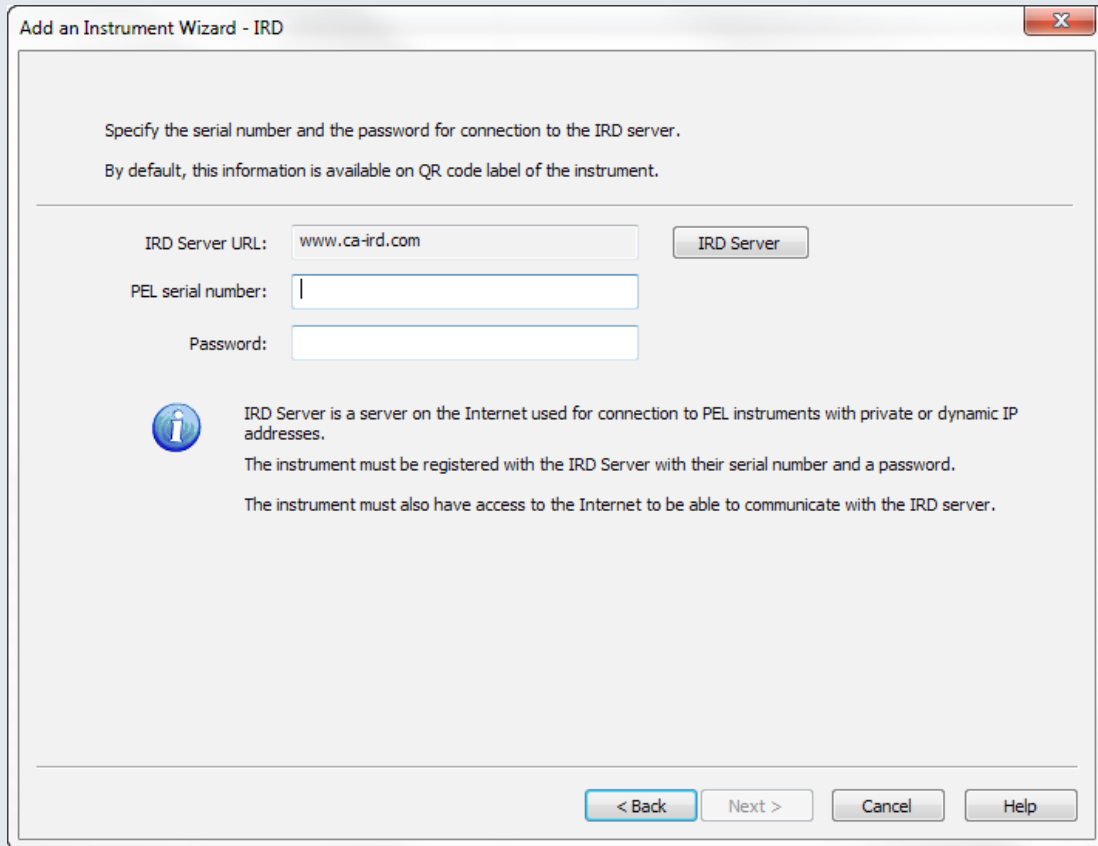 Add an Instrument Wizard - IRD
Specify the serial number and the password for connection to the IRD server.
By default, this information is available on QR code label of the instrument.
IRD Server URL: www.ca-ird.com IRD Server
PEL serial number:
Password:
IRD Server is a server on the Internet used for connection to PEL instruments with private or dynamic IP
addresses.
The instrument must be registered with the IRD Server with their serial number and a password.
The instrument must also have access to the Internet to be able to communicate with the IRD server.
< Back Next > Cancel Help